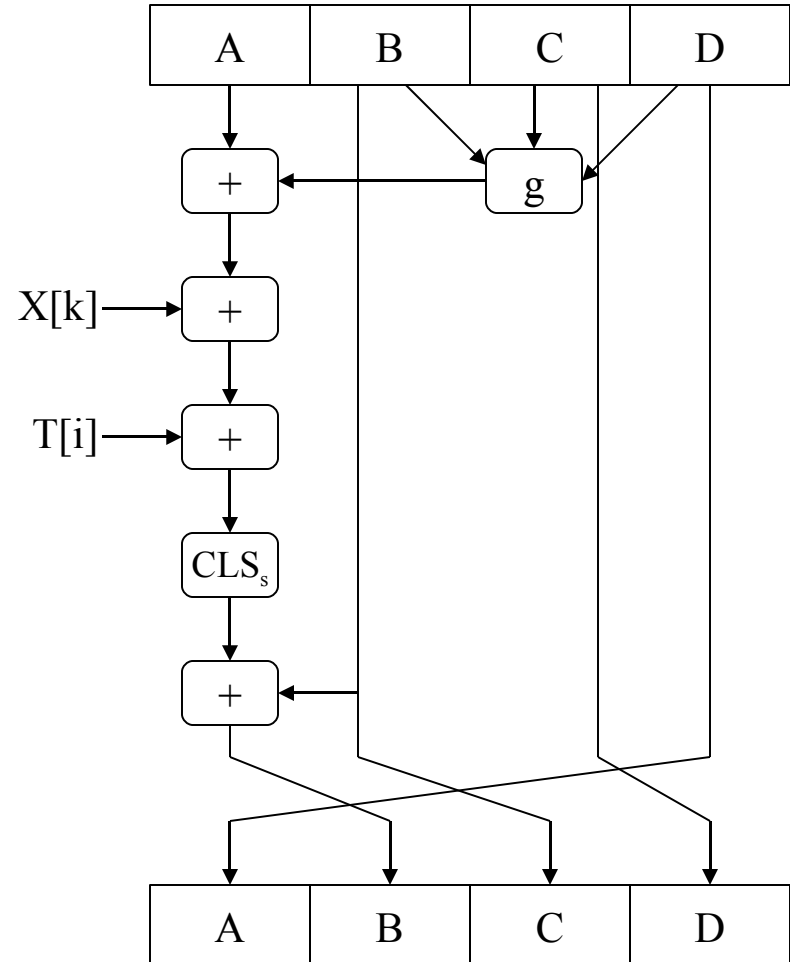 A B C D
+ g
X[k] +
T[i] +
CLSs
+
A B C D